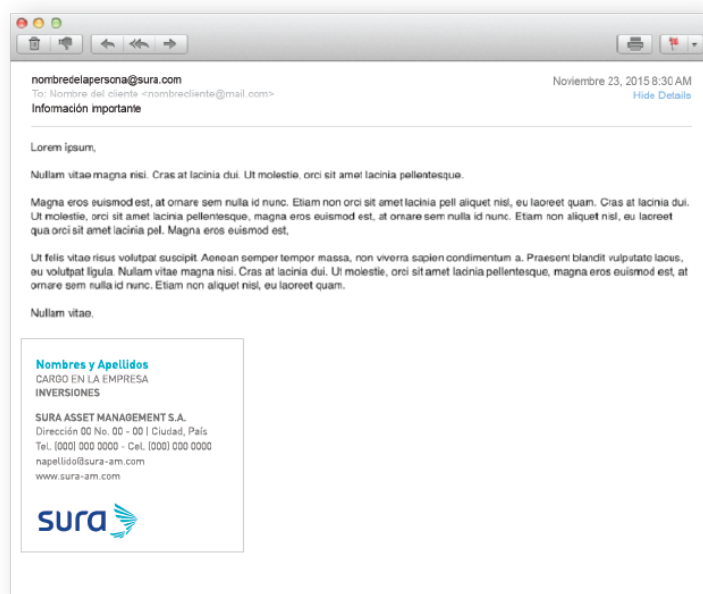 nombredelapersona@sura.com
Noviembre 23, 2015 8:30 AM
To: Nombre del cliente <nombrecliente@mail.com>
Hide Details
Información importante
Lorem ipsum,
Nullam vitae magna nisi. Cras at lacinia dui. Ut molestie, orci sit amet lacinia pellentesque.
Magna eros euismod est, at ornare sem nulla id nunc. Etiam non orci sit amet lacinia pell aliquet nisl, eu laoreet quam. Cras at lacinia dui.
Ut molestie, orci sit amet lacinia pellentesque, magna eros euismod est, at ornare sem nulla id nunc. Etiam non aliquet nisl, eu laoreet
qua orci sit amet lacinia pel. Magna eros euismod est,
Ut felis vitae risus volutpat suscipit. Aenean semper tempor massa, non viverra sapien condimentum a. Praesent blandit vulputate lacus,
eu volutpat ligula. Nullam vitae magna nisi. Cras at lacinia dui. Ut molestie, orci sit amet lacinia pellentesque, magna eros euismod est, at
ornare sem nulla id nunc. Etiam non aliquet nisl, eu laoreet quam.
Nullam vitae,
Nombres y Apellidos
CARGO EN LA EMPRESA
INVERSIONES
SURA ASSET MANAGEMENT S.A.
Dirección 00 No. 00 - 00 | Ciudad, País
Tel. (000) 000 0000 - Cel. (000) 000 0000
napellido@sura-am.com
www.sura-am.com
sura